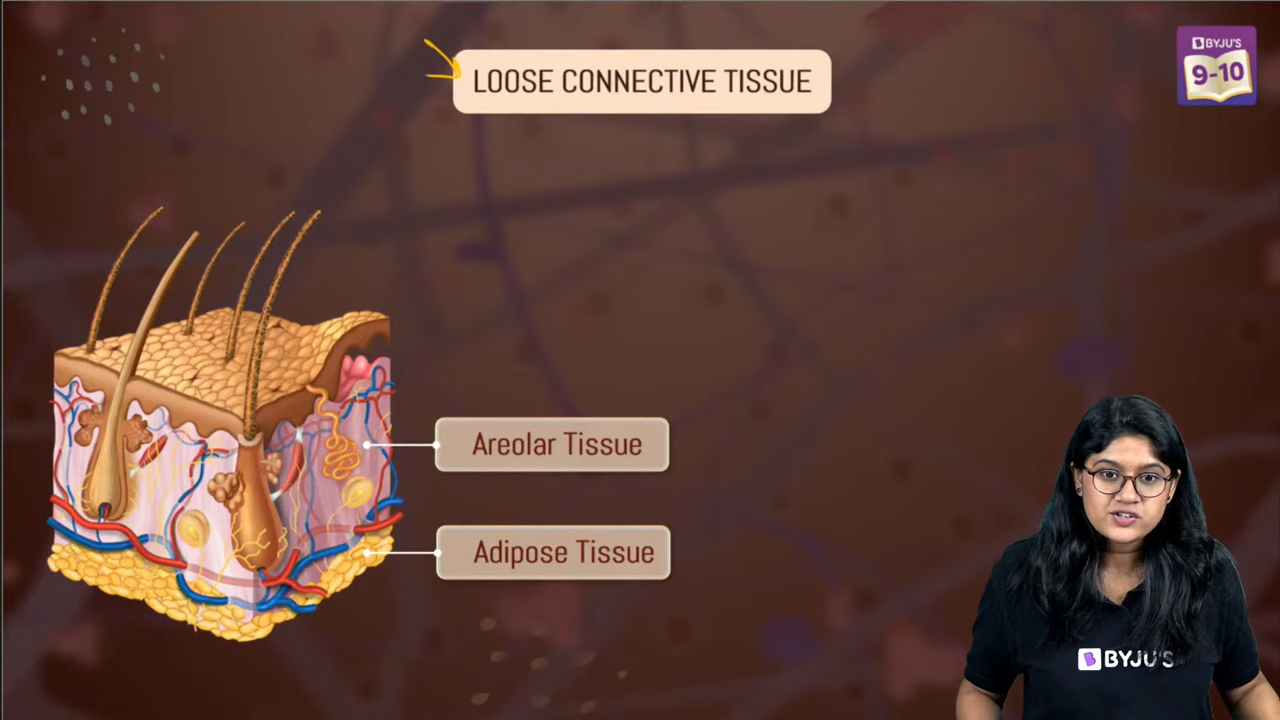 LOOSE CONNECTIVE TISSUE
BYJU'S
9-10
Areolar Tissue
Adipose Tissue
BYJU'S